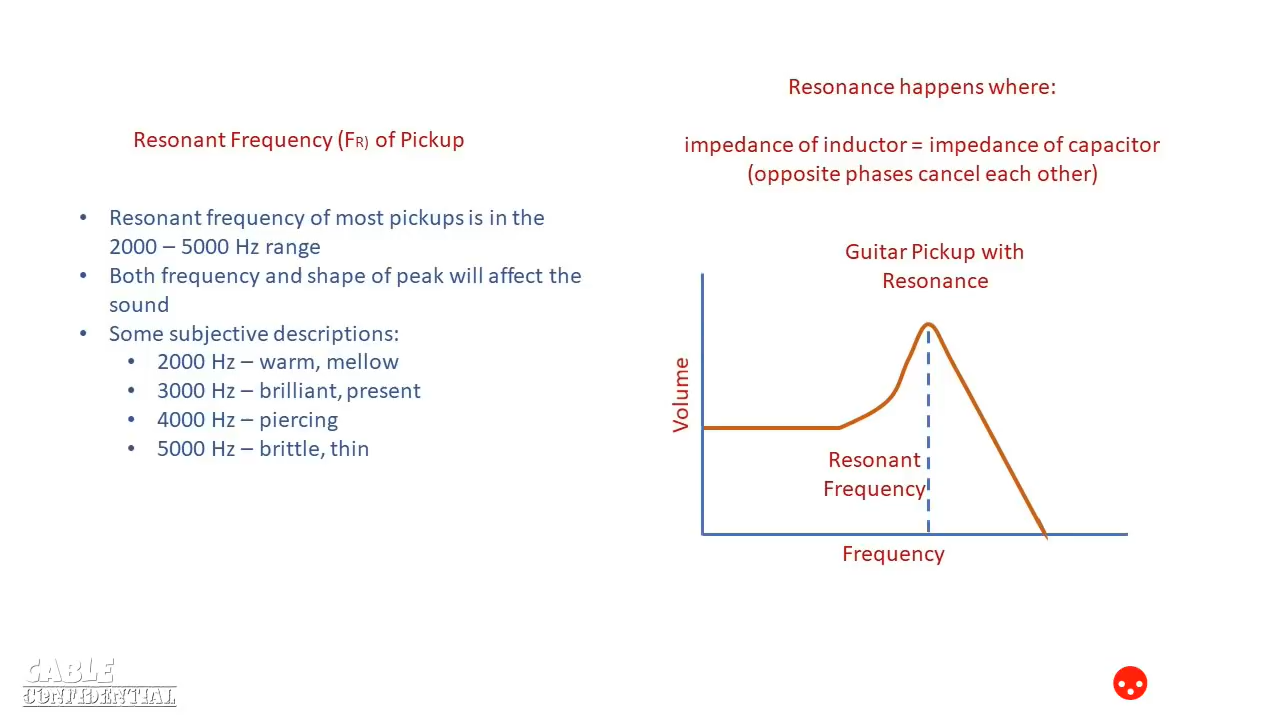 Resonant Frequency (FR) of Pickup
• Resonant frequency of most pickups is in the
2000 – 5000 Hz range
• Both frequency and shape of peak will affect the
sound
• Some subjective descriptions:
• 2000 Hz – warm, mellow
• 3000 Hz – brilliant, present
• 4000 Hz – piercing
• 5000 Hz – brittle, thin
Resonance happens where:
impedance of inductor = impedance of capacitor
(opposite phases cancel each other)
Guitar Pickup with
Resonance
Volume
Resonant
Frequency
Frequency
CABLE
CONFIDENTIAL